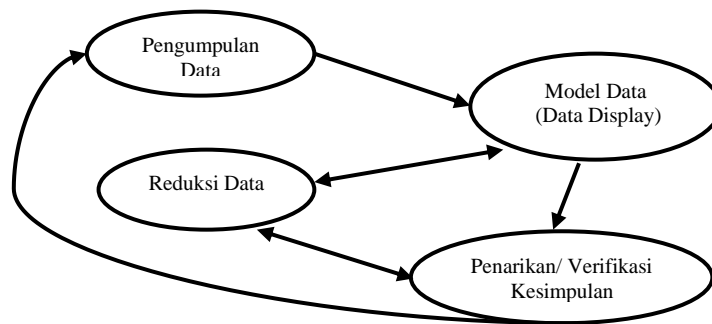 Pengumpulan
Data
Model Data
(Data Display)
Reduksi Data
Penarikan/ Verifikasi
Kesimpulan